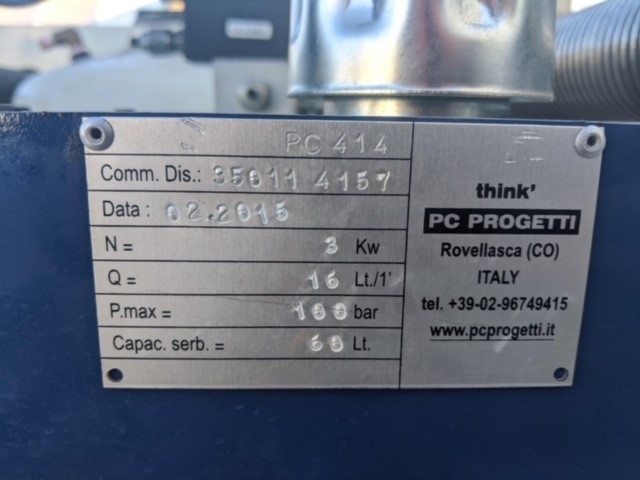 PC 414
Comm. Dis.: 35011 4157
Data : 02.2015
N = 3 Kw
Q = 16 Lt./1'
P.max = 100 bar
Capac. serb. = 60 Lt.
think'
PC PROGETTI
Rovellasca (CO)
ITALY
tel. +39-02-96749415
www.pcprogetti.it